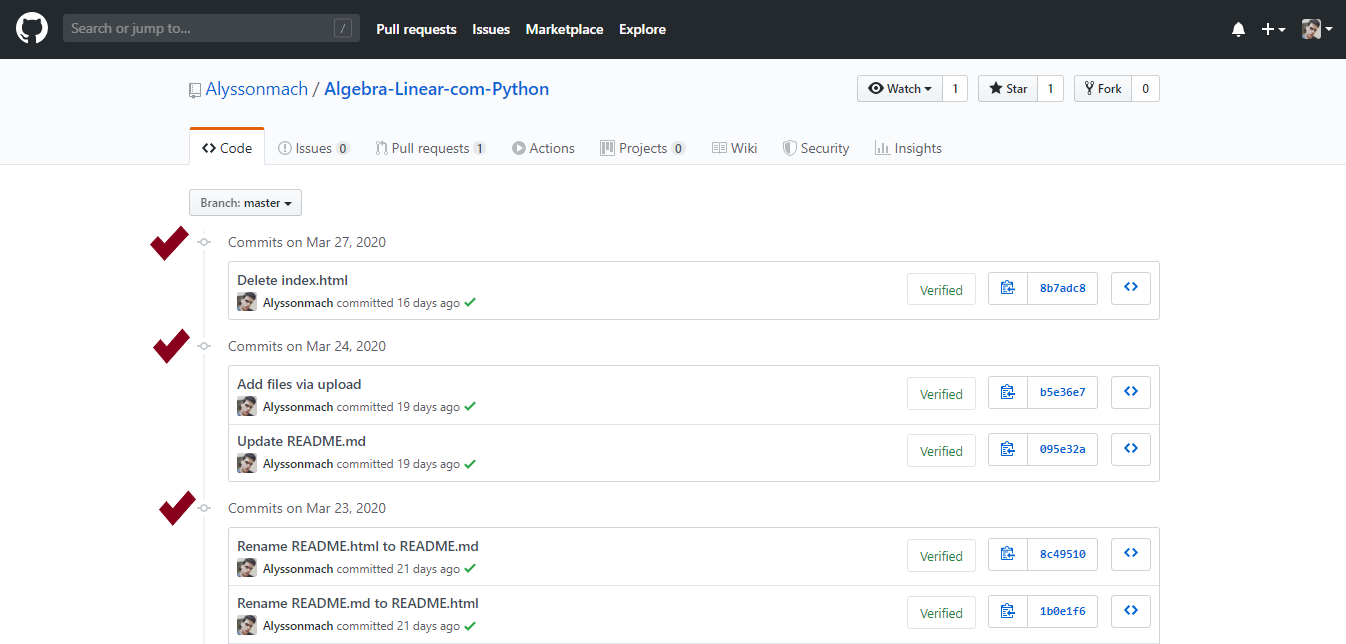 Search or jump to... / Pull requests Issues Marketplace Explore
Alyssonmach / Algebra-Linear-com-Python Watch 1 Star 1 Fork 0
Code Issues 0 Pull requests 1 Actions Projects 0 Wiki Security Insights
Branch: master
Commits on Mar 27, 2020
Delete index.html
Alyssonmach committed 16 days ago
Verified 8b7adc8
Commits on Mar 24, 2020
Add files via upload
Alyssonmach committed 19 days ago
Verified b5e36e7
Update README.md
Alyssonmach committed 19 days ago
Verified 095e32a
Commits on Mar 23, 2020
Rename README.html to README.md
Alyssonmach committed 21 days ago
Verified 8c49510
Rename README.md to README.html
Alyssonmach committed 21 days ago
Verified 1b0e1f6